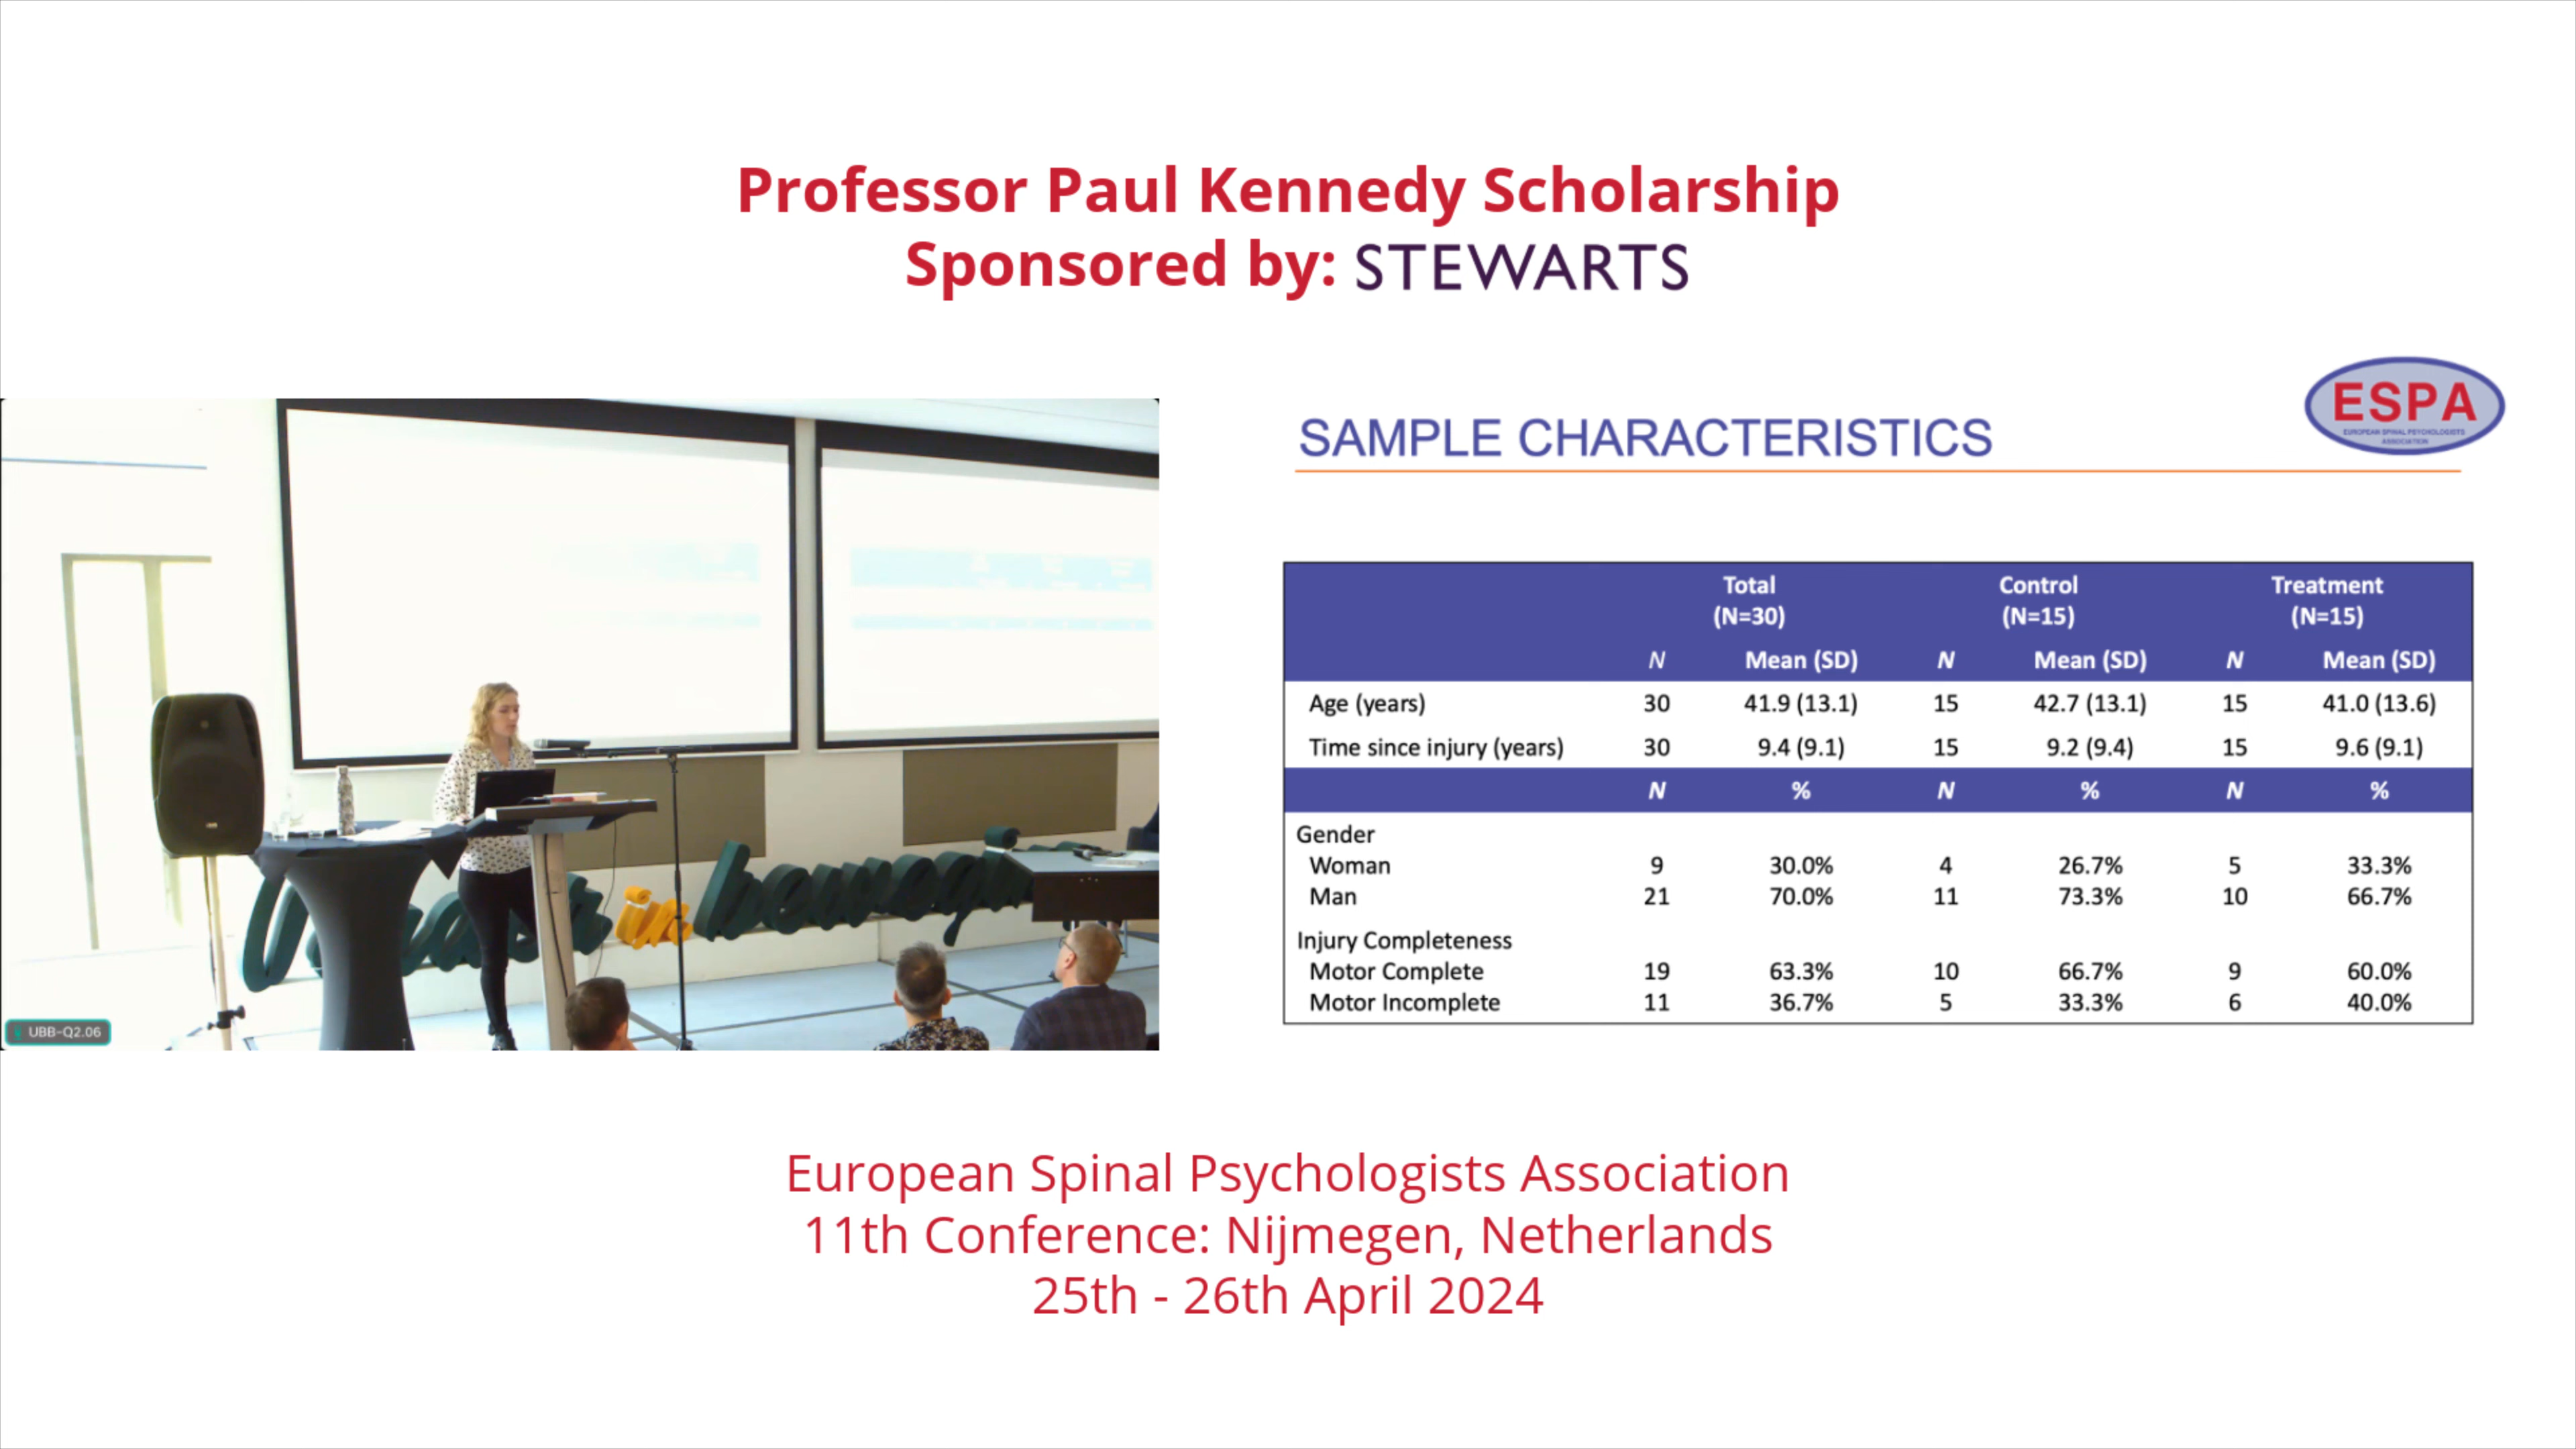 Professor Paul Kennedy Scholarship
Sponsored by: STEWARTS
ESPA
EUROPEAN SPINAL PSYCHOLOGISTS
ASSOCIATION
SAMPLE CHARACTERISTICS
Total Control Treatment
(N=30) (N=15) (N=15)
N Mean (SD) N Mean (SD) N Mean (SD)
Age (years) 30 41.9 (13.1) 15 42.7 (13.1) 15 41.0 (13.6)
Time since injury (years) 30 9.4 (9.1) 15 9.2 (9.4) 15 9.6 (9.1)
N % N % N %
Gender
Woman 9 30.0% 4 26.7% 5 33.3%
Man 21 70.0% 11 73.3% 10 66.7%
Injury Completeness
Motor Complete 19 63.3% 10 66.7% 9 60.0%
Motor Incomplete 11 36.7% 5 33.3% 6 40.0%
in
UBB-Q2.06
European Spinal Psychologists Association
11th Conference: Nijmegen, Netherlands
25th - 26th April 2024